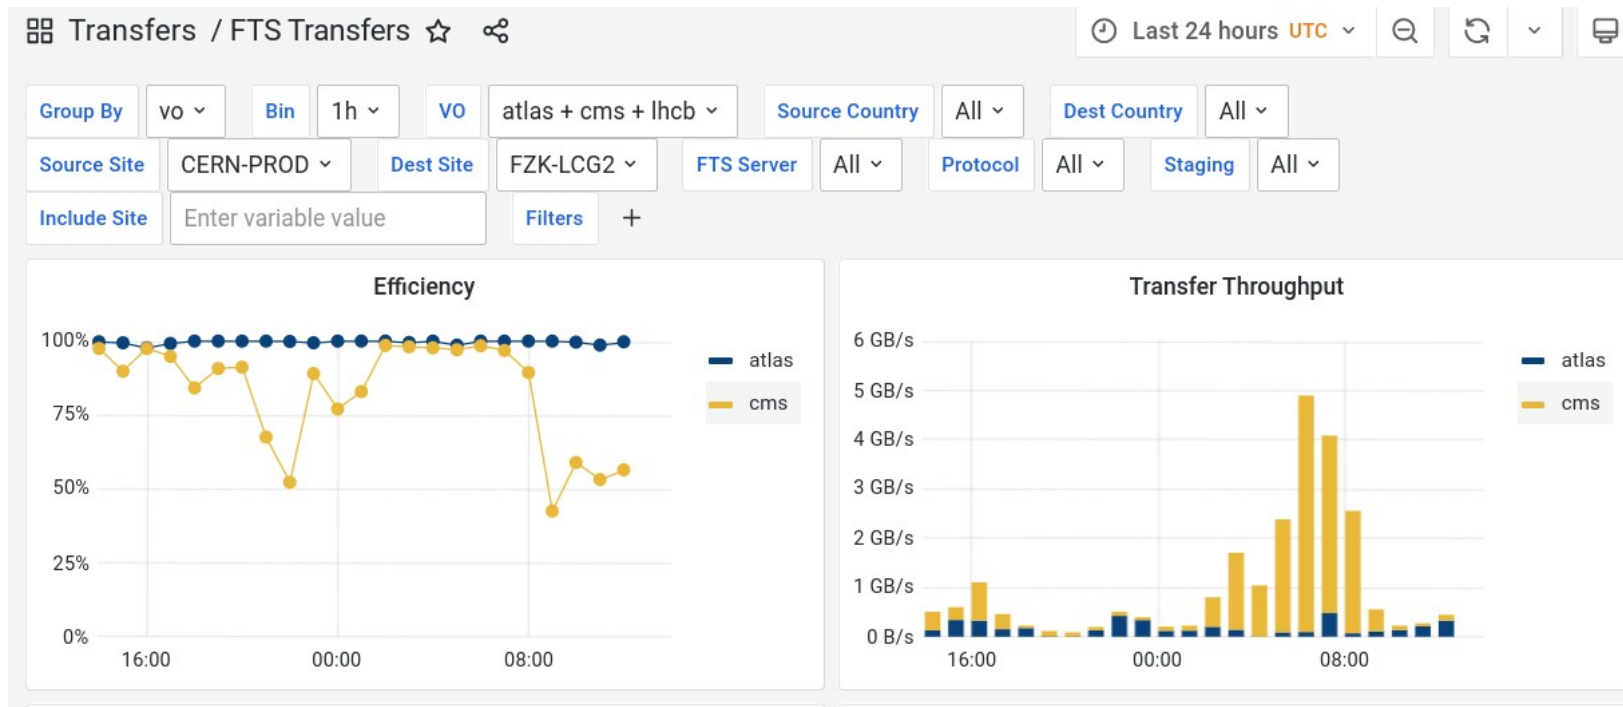 Transfers / FTS Transfers Last 24 hours UTC
Group By vo Bin 1h VO atlas + cms + lhcb Source Country All Dest Country All
Source Site CERN-PROD Dest Site FZK-LCG2 FTS Server All Protocol All Staging All
Include Site Enter variable value Filters +
Efficiency
100%
75%
50%
25%
0%
16:00 00:00 08:00
atlas
cms
Transfer Throughput
6 GB/s
5 GB/s
4 GB/s
3 GB/s
2 GB/s
1 GB/s
0 B/s
16:00 00:00 08:00
atlas
cms